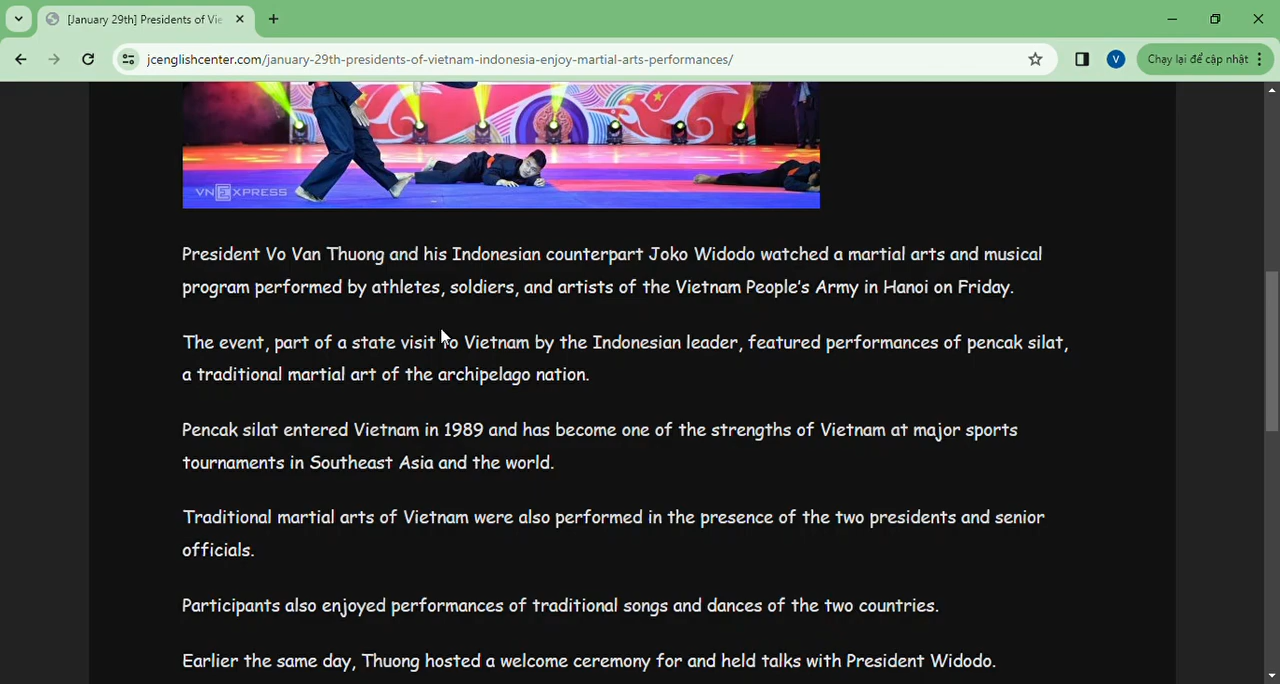 [January 29th] Presidents of Vie
jcenglishcenter.com/january-29th-presidents-of-vietnam-indonesia-enjoy-martial-arts-performances/
V
Chạy lại để cập nhật
VNEXPRESS
President Vo Van Thuong and his Indonesian counterpart Joko Widodo watched a martial arts and musical
program performed by athletes, soldiers, and artists of the Vietnam People's Army in Hanoi on Friday.
The event, part of a state visit to Vietnam by the Indonesian leader, featured performances of pencak silat,
a traditional martial art of the archipelago nation.
Pencak silat entered Vietnam in 1989 and has become one of the strengths of Vietnam at major sports
tournaments in Southeast Asia and the world.
Traditional martial arts of Vietnam were also performed in the presence of the two presidents and senior
officials.
Participants also enjoyed performances of traditional songs and dances of the two countries.
Earlier the same day, Thuong hosted a welcome ceremony for and held talks with President Widodo.